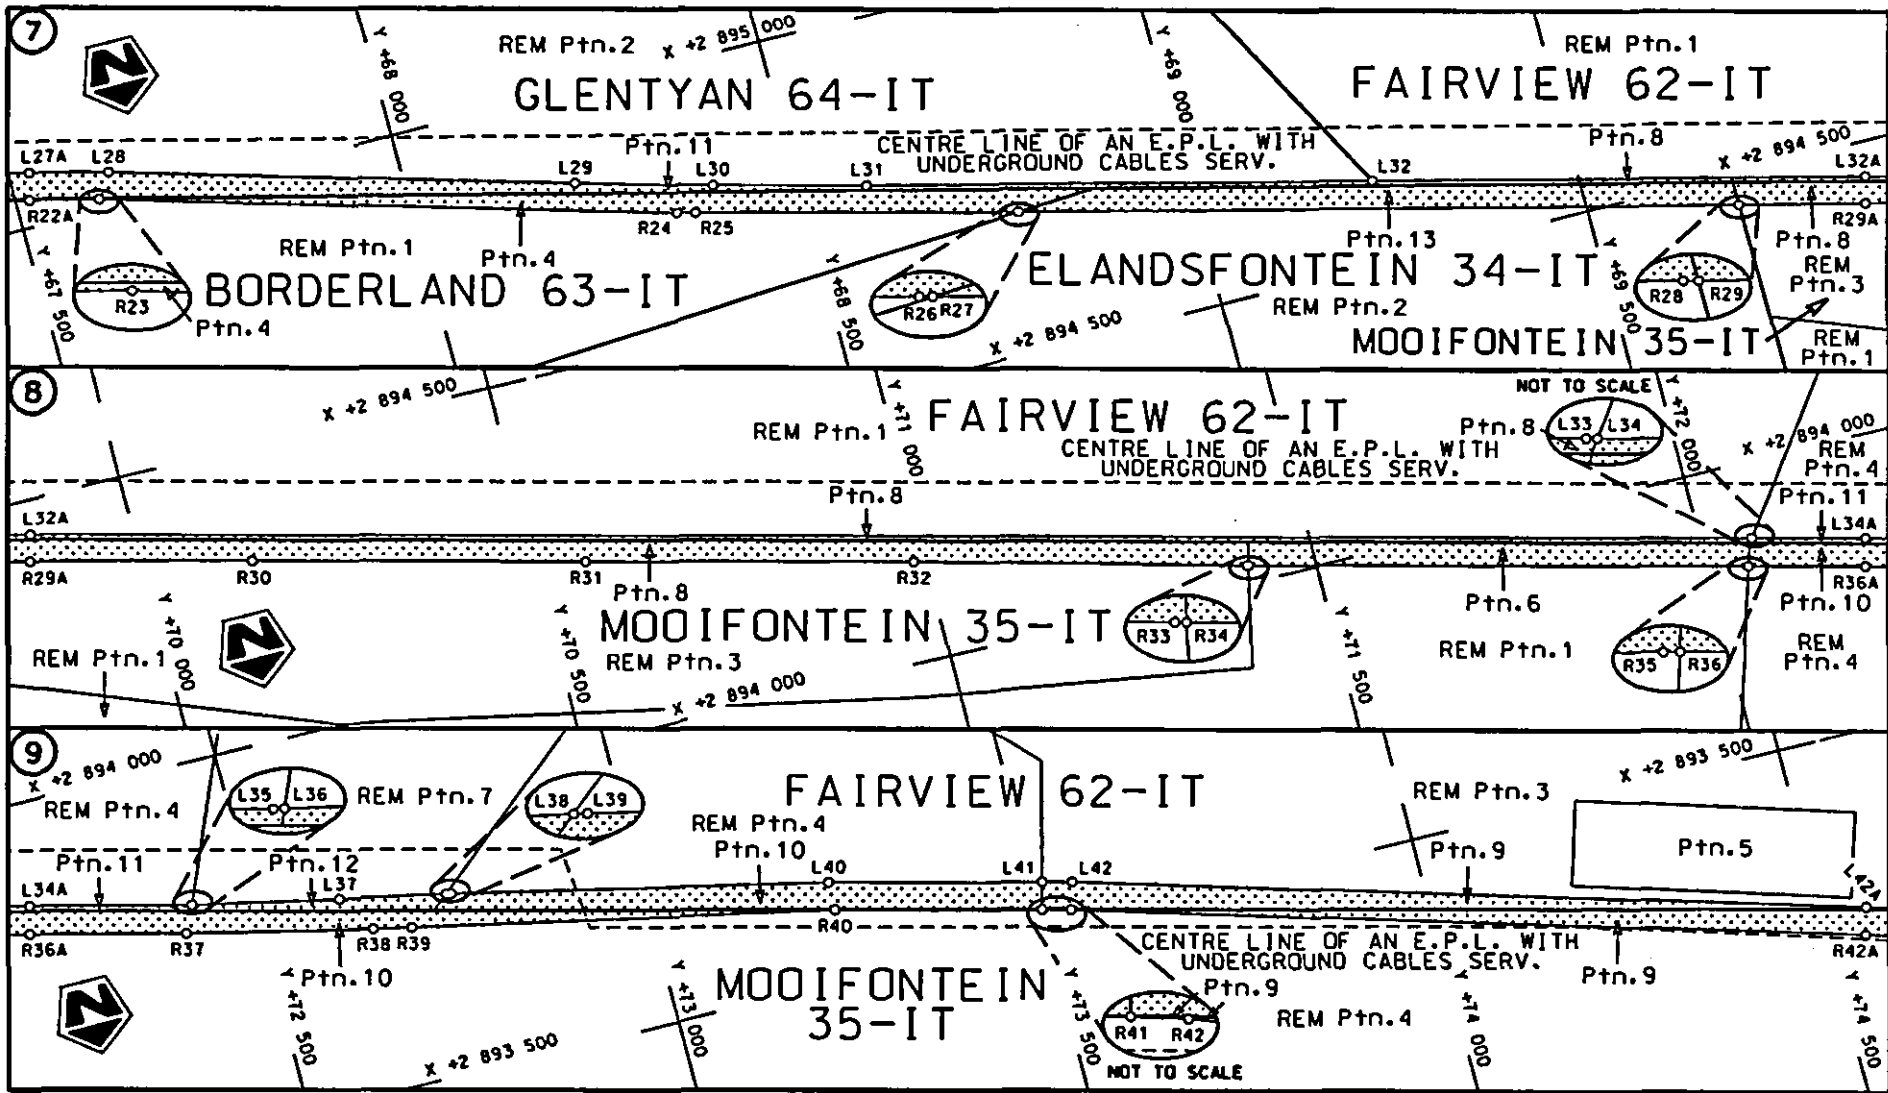 7
REM Ptn.2
X +2 895 000
Y +68 000
Y +69 000
REM Ptn.1
GLENTYAN 64-IT
FAIRVIEW 62-IT
Ptn.11
CENTRE LINE OF AN E.P.L. WITH
UNDERGROUND CABLES SERV.
Ptn.8
X +2 894 500
L27A
L28
L29
L30
L31
L32
L32A
R22A
R24
R25
R29A
REM Ptn.1
Ptn.4
Ptn.13
Ptn.8
Y +67 500
R23
Ptn.4
BORDERLAND 63-IT
Y +68 500
R26
R27
ELANDSFONTEIN 34-IT
REM Ptn.2
X +2 894 500
Y +69 500
R28
R29
REM
Ptn.3
MOOIFONTEIN 35-IT
REM
Ptn.1
8
X +2 894 500
REM Ptn.1
Y +71 000
FAIRVIEW 62-IT
NOT TO SCALE
Ptn.8
L33
L34
Y +72 000
X +2 894 000
REM
Ptn.4
CENTRE LINE OF AN E.P.L. WITH
UNDERGROUND CABLES SERV.
Ptn.8
Ptn.11
L32A
L34A
R29A
R30
R31
R32
R36A
Ptn.8
Ptn.6
Ptn.10
REM Ptn.1
Y +70 000
Y +70 500
MOOIFONTEIN 35-IT
REM Ptn.3
X +2 894 000
R33
R34
Y +71 500
REM Ptn.1
R35
R36
REM
Ptn.4
9
X +2 894 000
REM Ptn.4
L35
L36
REM Ptn.7
L38
L39
FAIRVIEW 62-IT
REM Ptn.4
Ptn.10
REM Ptn.3
X +2 893 500
Ptn.5
Ptn.9
Ptn.11
Ptn.12
L34A
L37
L40
L41
L42
L42A
R36A
R37
R38
R39
R40
R42A
Ptn.10
Y +72 500
X +2 893 500
Y +73 000
MOOIFONTEIN
35-IT
Y +73 500
CENTRE LINE OF AN E.P.L. WITH
UNDERGROUND CABLES SERV.
Ptn.9
Ptn.9
R41
R42
NOT TO SCALE
REM Ptn.4
Y +74 000
Y +74 500